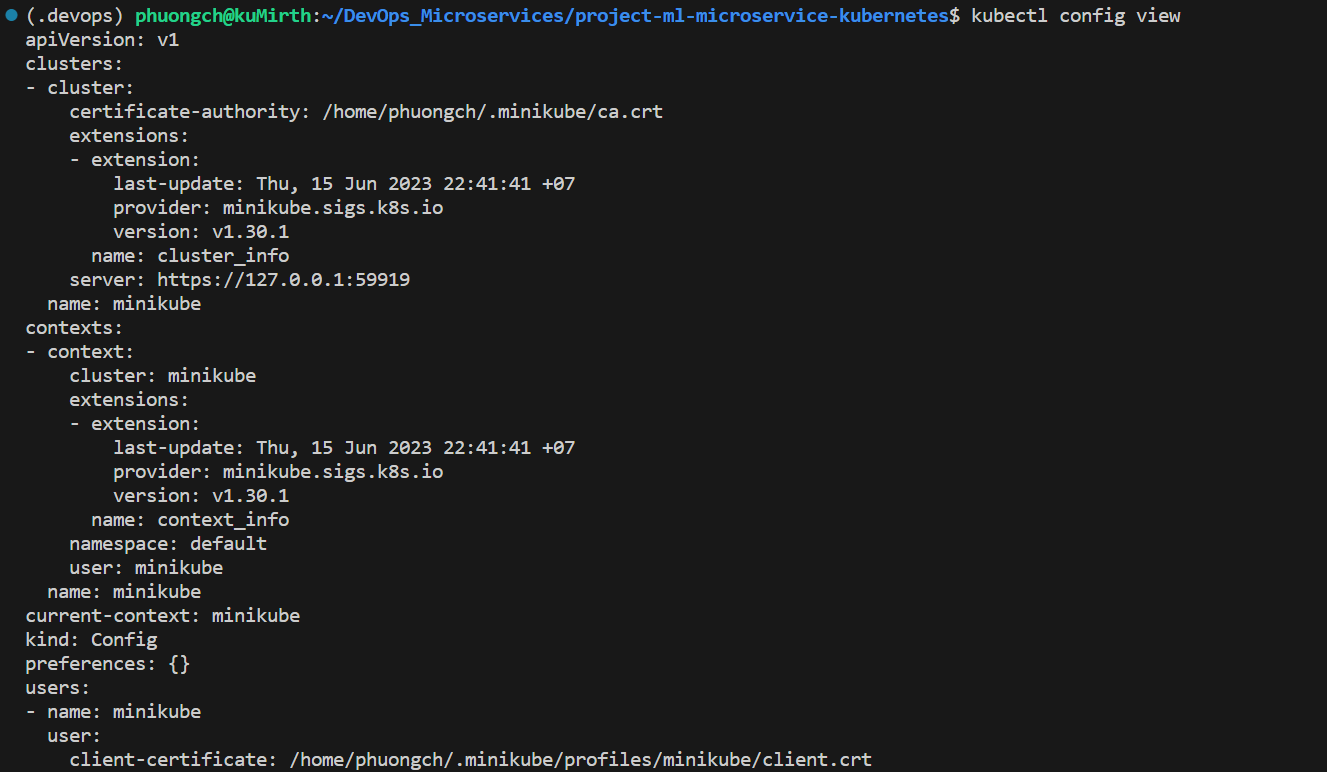 (.devops) phuongch@kuMirth:~/DevOps_Microservices/project-ml-microservice-kubernetes$ kubectl config view
apiVersion: v1
clusters:
- cluster:
    certificate-authority: /home/phuongch/.minikube/ca.crt
    extensions:
    - extension:
        last-update: Thu, 15 Jun 2023 22:41:41 +07
        provider: minikube.sigs.k8s.io
        version: v1.30.1
      name: cluster_info
    server: https://127.0.0.1:59919
  name: minikube
contexts:
- context:
    cluster: minikube
    extensions:
    - extension:
        last-update: Thu, 15 Jun 2023 22:41:41 +07
        provider: minikube.sigs.k8s.io
        version: v1.30.1
      name: context_info
    namespace: default
    user: minikube
  name: minikube
current-context: minikube
kind: Config
preferences: {}
users:
- name: minikube
  user:
    client-certificate: /home/phuongch/.minikube/profiles/minikube/client.crt